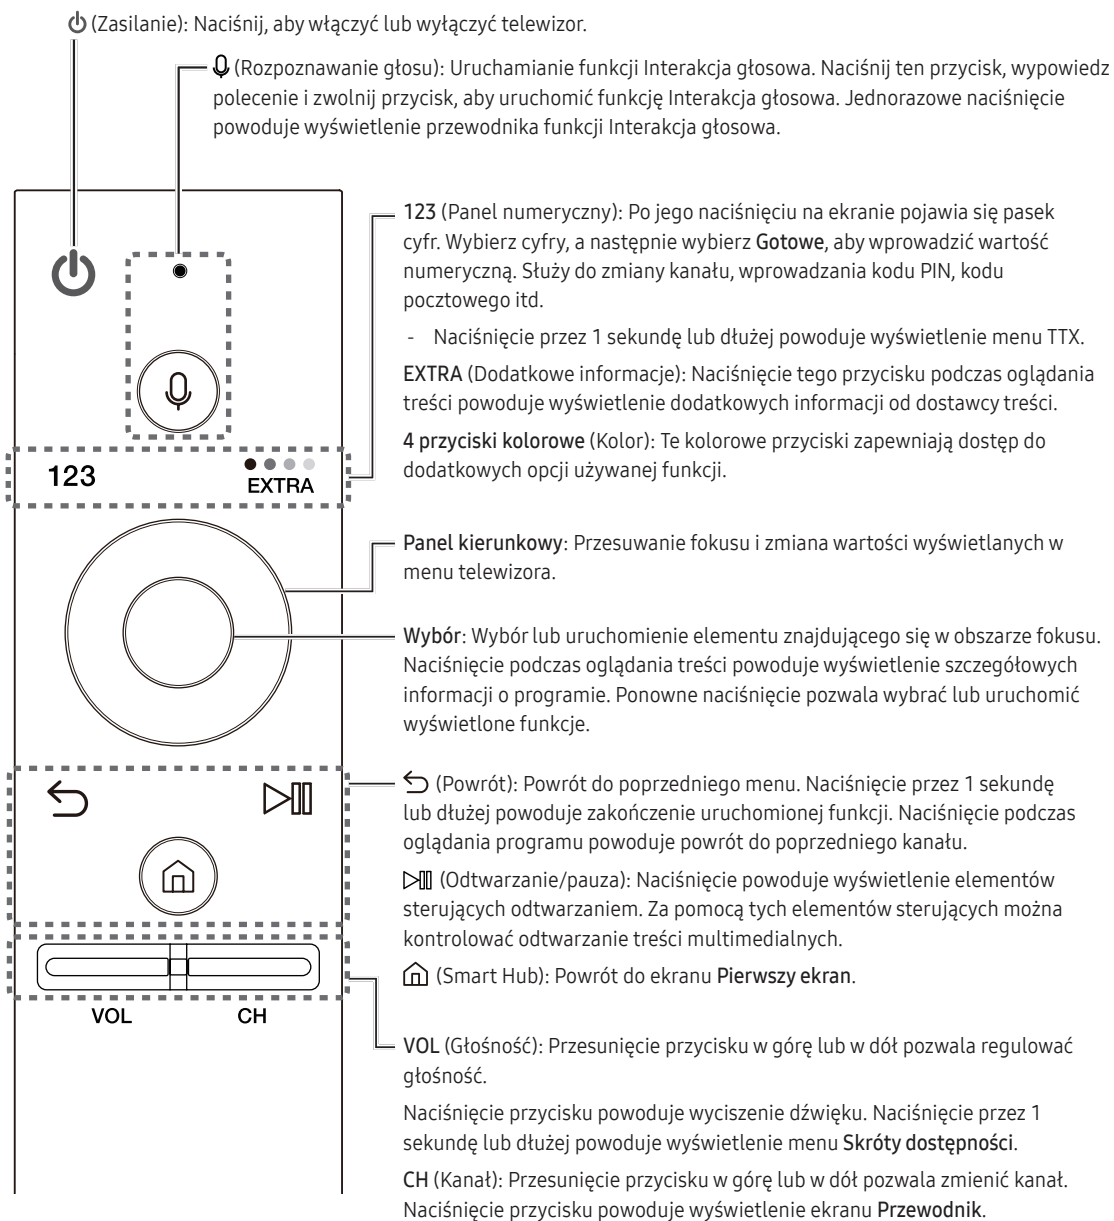 (Zasilanie): Naciśnij, aby włączyć lub wyłączyć telewizor.
(Rozpoznawanie głosu): Uruchamianie funkcji Interakcja głosowa. Naciśnij ten przycisk, wypowiedz
polecenie i zwolnij przycisk, aby uruchomić funkcję Interakcja głosowa. Jednorazowe naciśnięcie
powoduje wyświetlenie przewodnika funkcji Interakcja głosowa.
123 (Panel numeryczny): Po jego naciśnięciu na ekranie pojawia się pasek
cyfr. Wybierz cyfry, a następnie wybierz Gotowe, aby wprowadzić wartość
numeryczną. Służy do zmiany kanału, wprowadzania kodu PIN, kodu
pocztowego itd.
- Naciśnięcie przez 1 sekundę lub dłużej powoduje wyświetlenie menu TTX.
EXTRA (Dodatkowe informacje): Naciśnięcie tego przycisku podczas oglądania
treści powoduje wyświetlenie dodatkowych informacji od dostawcy treści.
4 przyciski kolorowe (Kolor): Te kolorowe przyciski zapewniają dostęp do
dodatkowych opcji używanej funkcji.
123
EXTRA
Panel kierunkowy: Przesuwanie fokusu i zmiana wartości wyświetlanych w
menu telewizora.
Wybór: Wybór lub uruchomienie elementu znajdującego się w obszarze fokusu.
Naciśnięcie podczas oglądania treści powoduje wyświetlenie szczegółowych
informacji o programie. Ponowne naciśnięcie pozwala wybrać lub uruchomić
wyświetlone funkcje.
(Powrót): Powrót do poprzedniego menu. Naciśnięcie przez 1 sekundę
lub dłużej powoduje zakończenie uruchomionej funkcji. Naciśnięcie podczas
oglądania programu powoduje powrót do poprzedniego kanału.
(Odtwarzanie/pauza): Naciśnięcie powoduje wyświetlenie elementów
sterujących odtwarzaniem. Za pomocą tych elementów sterujących można
kontrolować odtwarzanie treści multimedialnych.
(Smart Hub): Powrót do ekranu Pierwszy ekran.
VOL
CH
VOL (Głośność): Przesunięcie przycisku w górę lub w dół pozwala regulować
głośność.
Naciśnięcie przycisku powoduje wyciszenie dźwięku. Naciśnięcie przez 1
sekundę lub dłużej powoduje wyświetlenie menu Skróty dostępności.
CH (Kanał): Przesunięcie przycisku w górę lub w dół pozwala zmienić kanał.
Naciśnięcie przycisku powoduje wyświetlenie ekranu Przewodnik.